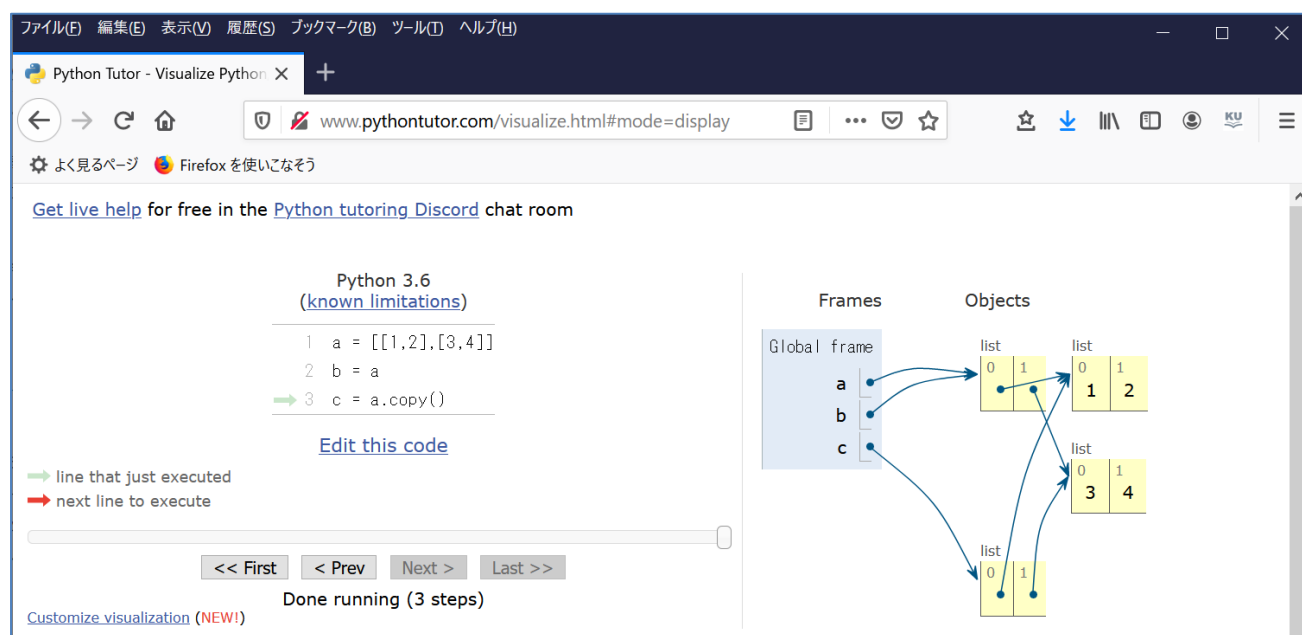 ファイル(F) 編集(E) 表示(V) 履歴(S) ブックマーク(B) ツール(T) ヘルプ(H)
Python Tutor - Visualize Python
www.pythontutor.com/visualize.html#mode=display
KU
よく見るページ Firefox を使いこなそう
Get live help for free in the Python tutoring Discord chat room
Python 3.6
(known limitations)
1 a = [[1,2],[3,4]]
2 b = a
3 c = a.copy()
Edit this code
line that just executed
next line to execute
<< First < Prev Next > Last >>
Done running (3 steps)
Customize visualization (NEW!)
Frames Objects
Global frame
a
b
c
list
0 1
list
0 1
1 2
list
0 1
3 4
list
0 1